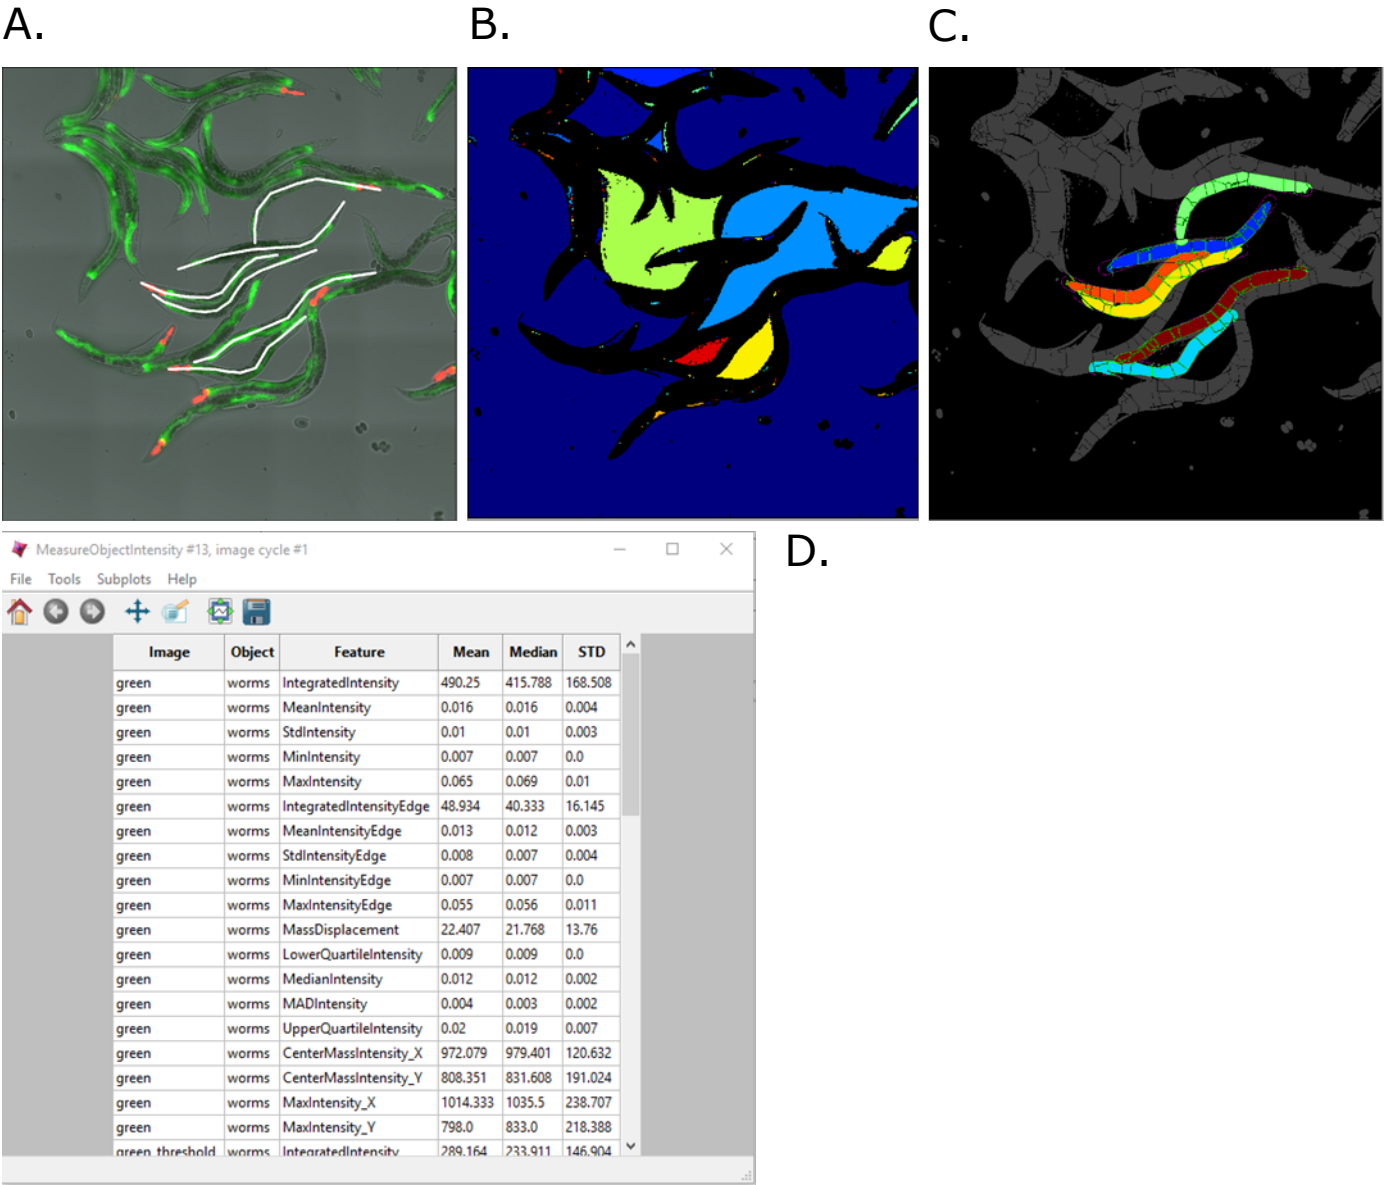 A.
B.
C.
MeasureObjectIntensity #13, image cycle #1
D.
File Tools Subplots Help
Image Object Feature Mean Median STD
green worms IntegratedIntensity 490.25 415.788 168.508
green worms MeanIntensity 0.016 0.016 0.004
green worms StdIntensity 0.01 0.01 0.003
green worms MinIntensity 0.007 0.007 0.0
green worms MaxIntensity 0.065 0.069 0.01
green worms IntegratedIntensityEdge 48.934 40.333 16.145
green worms MeanIntensityEdge 0.013 0.012 0.003
green worms StdIntensityEdge 0.008 0.007 0.004
green worms MinIntensityEdge 0.007 0.007 0.0
green worms MaxIntensityEdge 0.055 0.056 0.011
green worms MassDisplacement 22.407 21.768 13.76
green worms LowerQuartileIntensity 0.009 0.009 0.0
green worms MedianIntensity 0.012 0.012 0.002
green worms MADIntensity 0.004 0.003 0.002
green worms UpperQuartileIntensity 0.02 0.019 0.007
green worms CenterMassIntensity_X 972.079 979.401 120.632
green worms CenterMassIntensity_Y 808.351 831.608 191.024
green worms MaxIntensity_X 1014.333 1035.5 238.707
green worms MaxIntensity_Y 798.0 833.0 218.388
green_threshold worms IntegratedIntensity 289.164 233.911 146.904